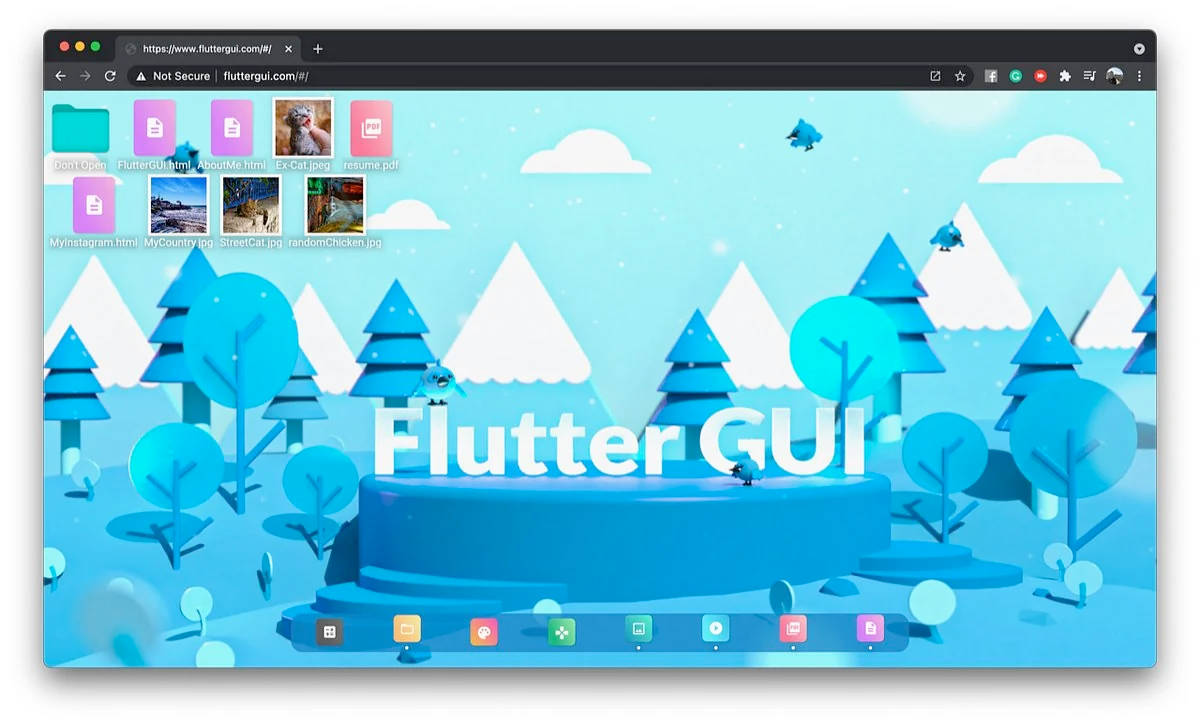 https://www.fluttergui.com/#/
Not Secure | fluttergui.com/#/
Don't Open FlutterGUI.html AboutMe.html Ex-Cat.jpeg resume.pdf
PDF
MyInstagram.html MyCountry.jpg StreetCat.jpg randomChicken.jpg
Flutter GUI
PDF